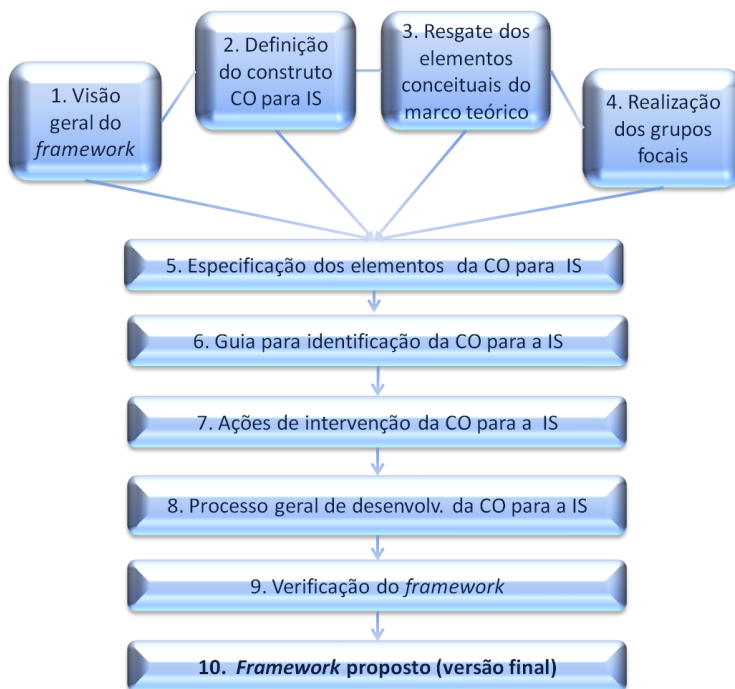 1. Visão
geral do
framework
2. Definição
do construto
CO para IS
3. Resgate dos
elementos
conceituais do
marco teórico
4. Realização
dos grupos
focais
5. Especificação dos elementos da CO para IS
6. Guia para identificação da CO para a IS
7. Ações de intervenção da CO para a IS
8. Processo geral de desenvolv. da CO para a IS
9. Verificação do framework
10. Framework proposto (versão final)